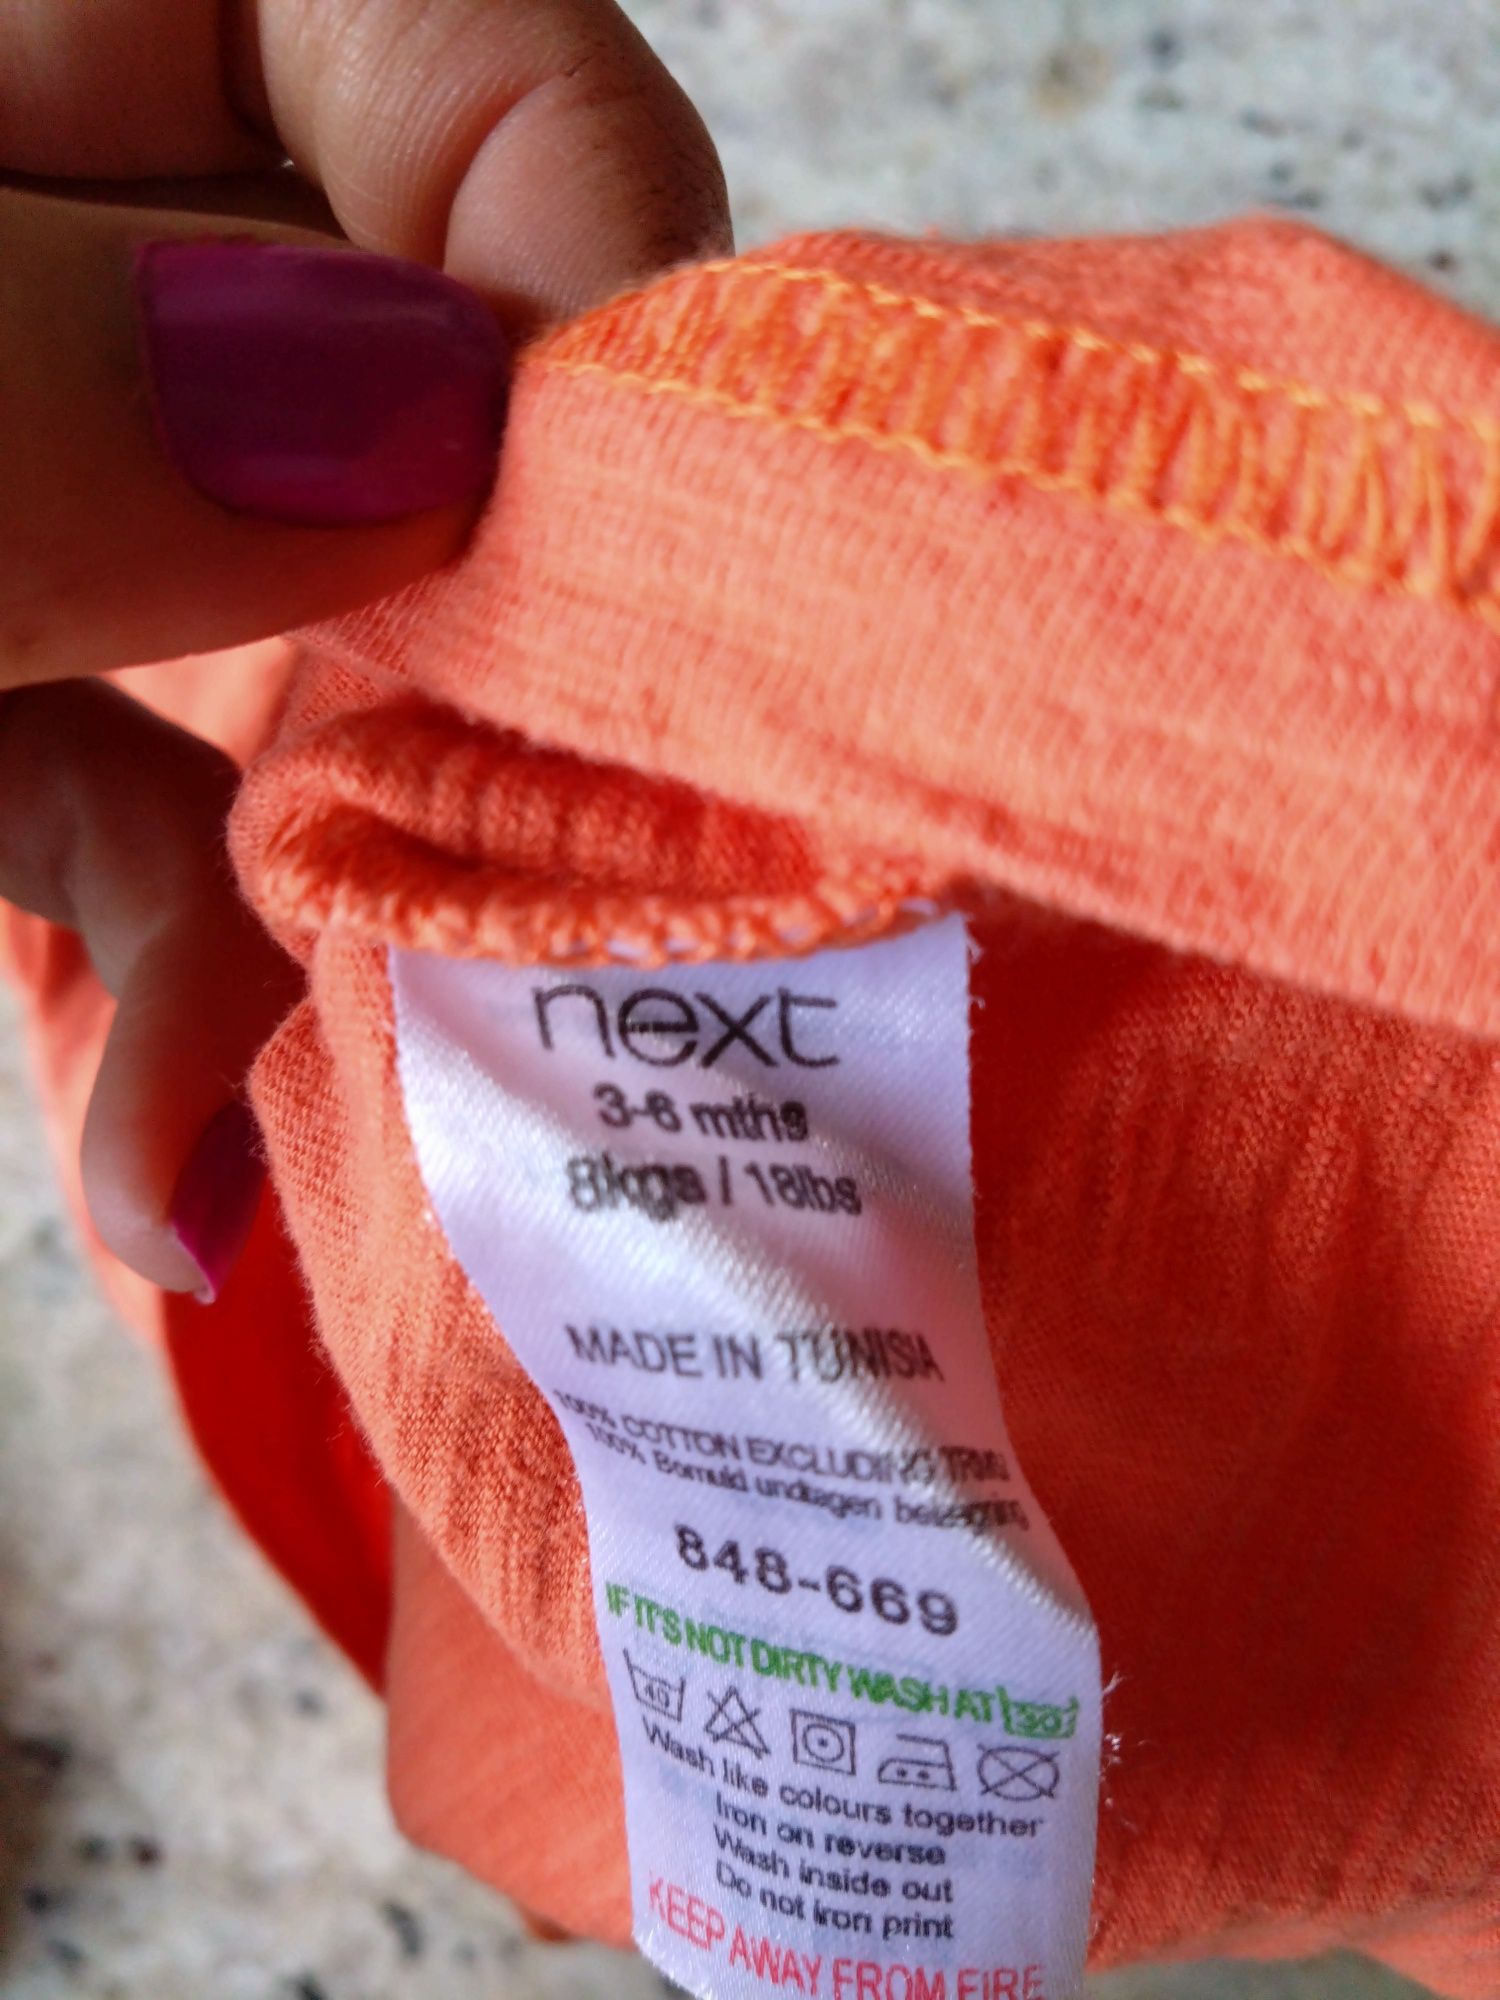 next
3-6 mths
8kgs / 18lbs
MADE IN TUNISIA
100% COTTON EXCLUDING TRIMS
100% Bomuld undtagen
848-669
IF IT'S NOT DIRTY WASH AT 30
40
Wash like colours together
Iron on reverse
Wash inside out
Do not iron print
KEEP AWAY FROM FIRE